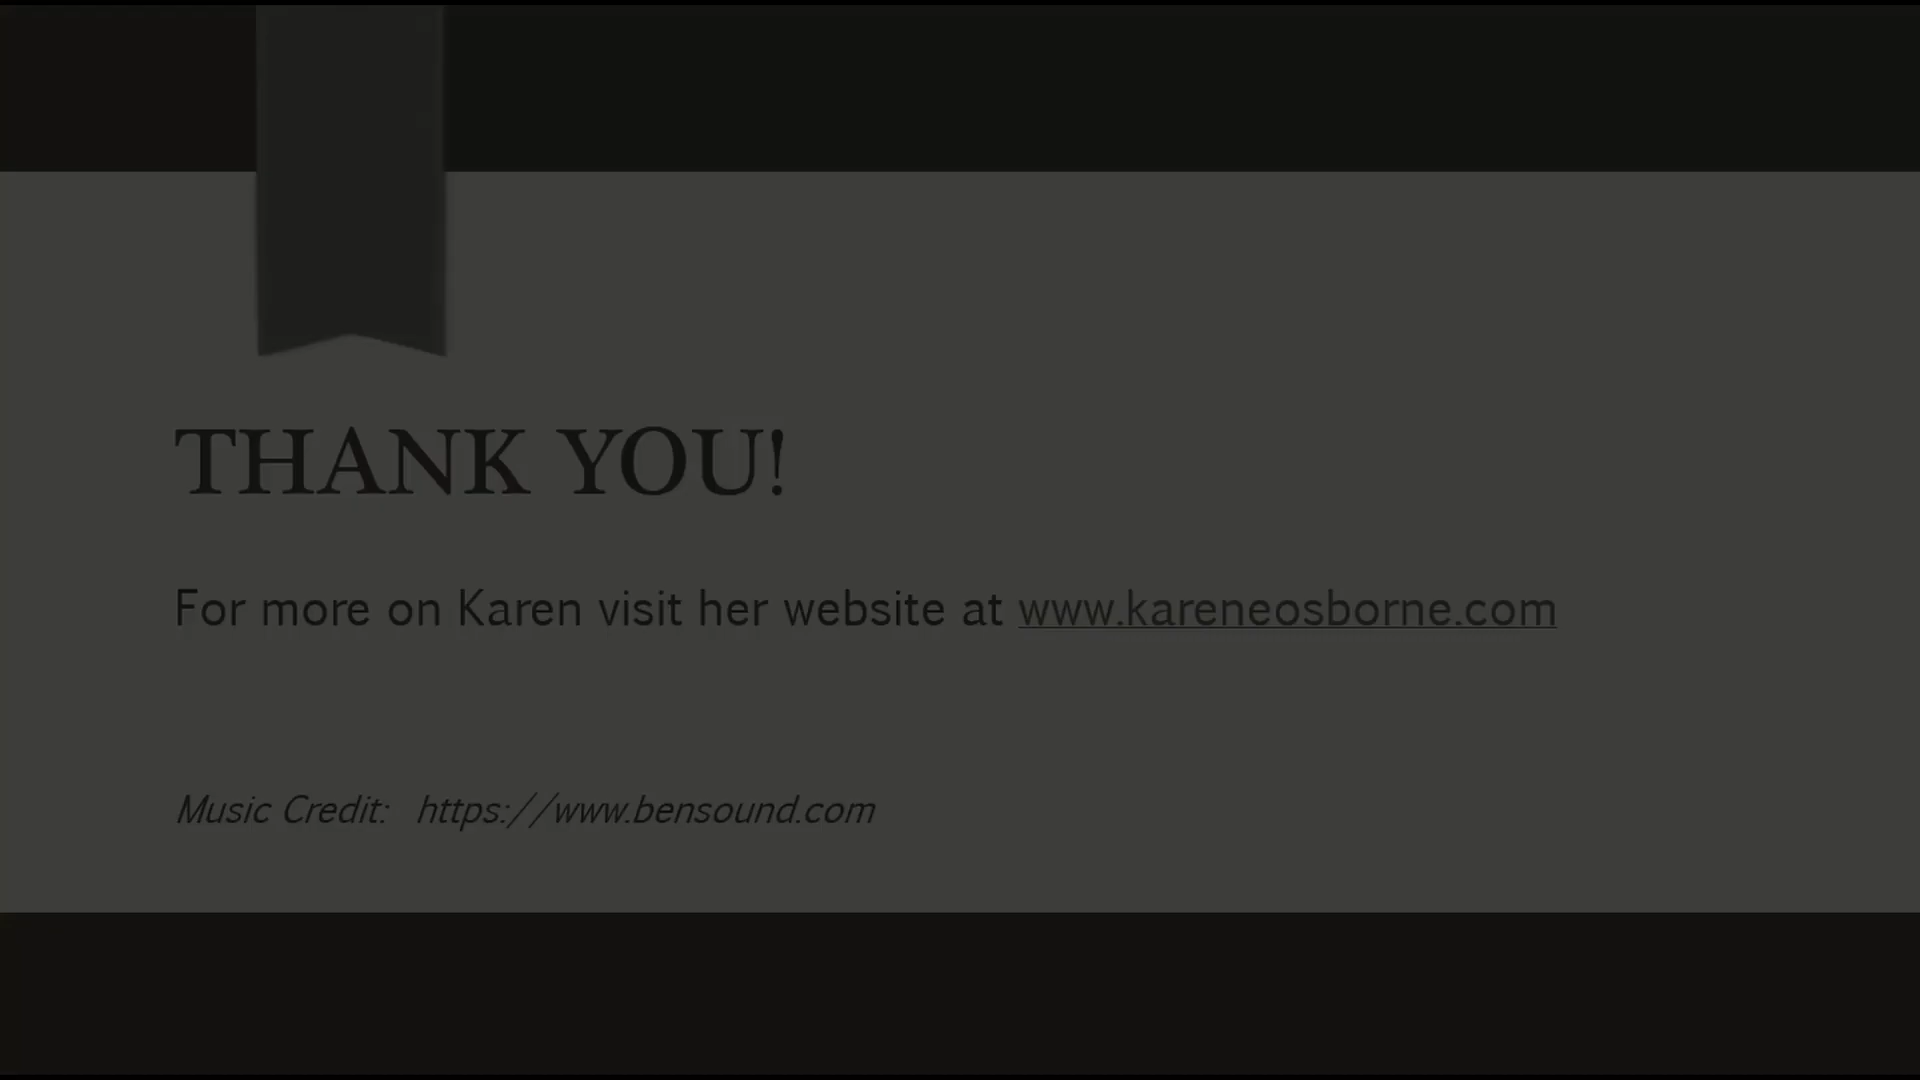 THANK YOU!
For more on Karen visit her website at www.kareneosborne.com
Music Credit: https://www.bensound.com